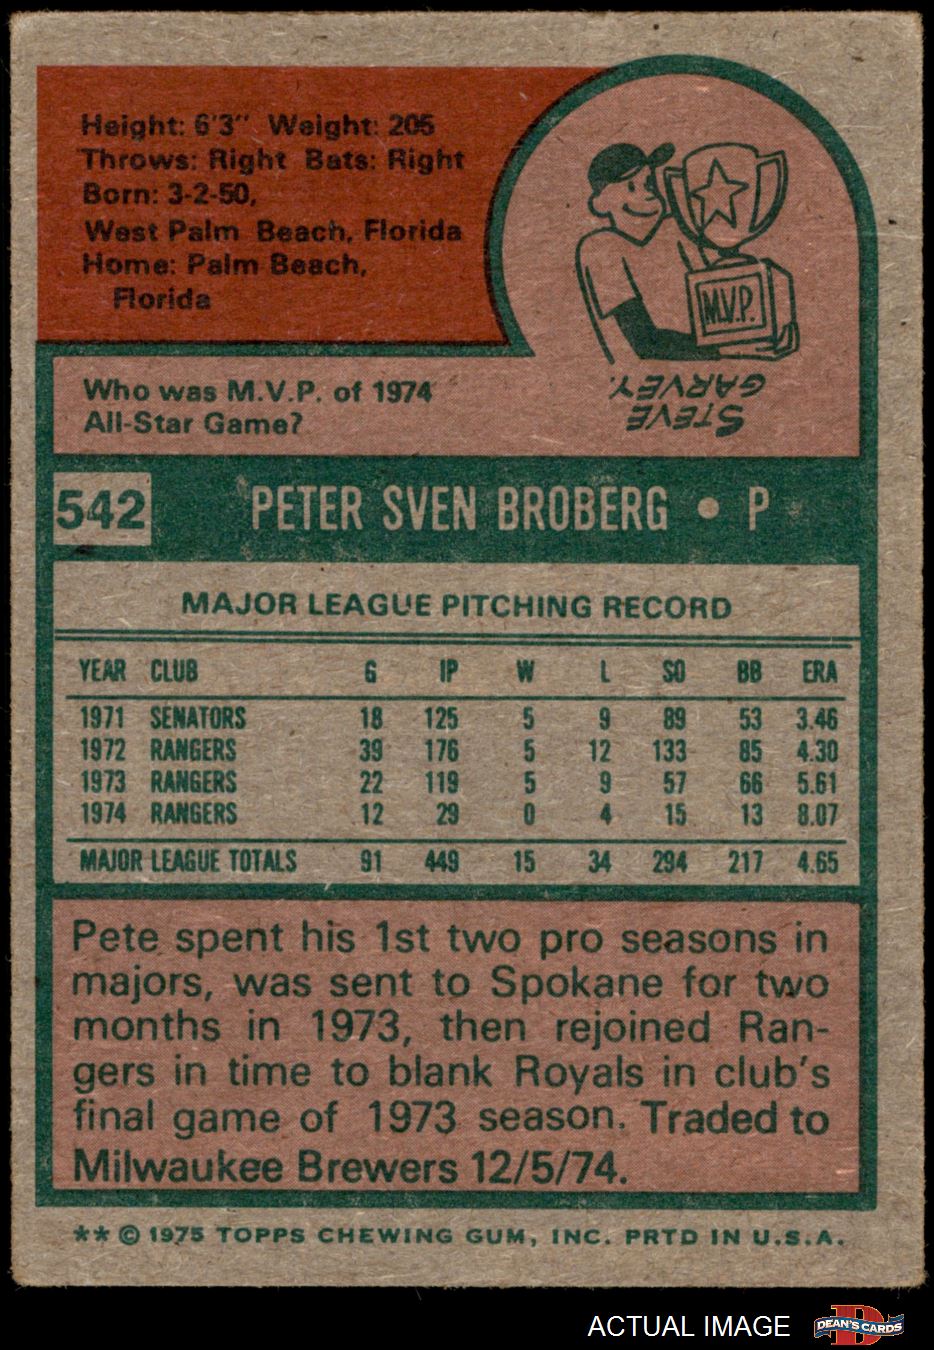 Height: 6'3" Weight: 205
Throws: Right Bats: Right
Born: 3-2-50,
West Palm Beach, Florida
Home: Palm Beach,
Florida
M.V.P.
STEVE
GARVEY.
Who was M.V.P. of 1974
All-Star Game?
542 PETER SVEN BROBERG • P
MAJOR LEAGUE PITCHING RECORD
YEAR CLUB G IP W L SO BB ERA
1971 SENATORS 18 125 5 9 89 53 3.46
1972 RANGERS 39 176 5 12 133 85 4.30
1973 RANGERS 22 119 5 9 57 66 5.61
1974 RANGERS 12 29 0 4 15 13 8.07
MAJOR LEAGUE TOTALS 91 449 15 34 294 217 4.65
Pete spent his 1st two pro seasons in
majors, was sent to Spokane for two
months in 1973, then rejoined Ran-
gers in time to blank Royals in club's
final game of 1973 season. Traded to
Milwaukee Brewers 12/5/74.
** © 1975 TOPPS CHEWING GUM, INC. PRTD IN U.S.A.
ACTUAL IMAGE
DEAN'S CARDS